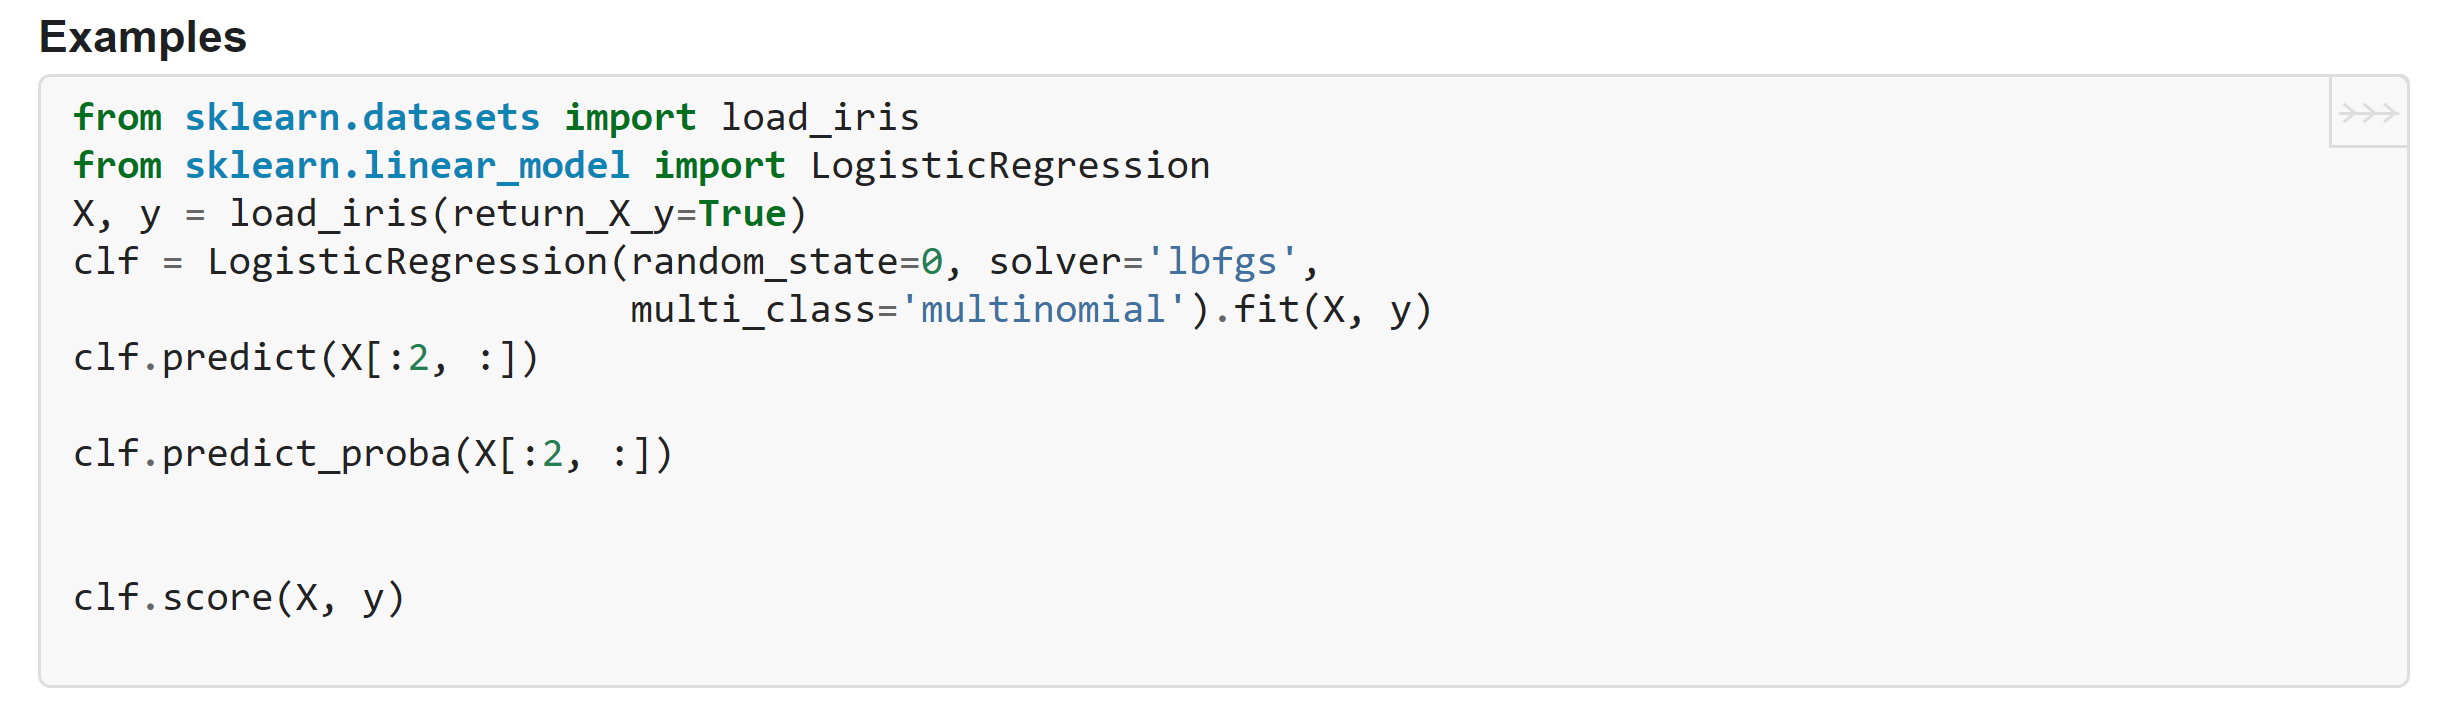 Examples
>>>
from sklearn.datasets import load_iris
from sklearn.linear_model import LogisticRegression
X, y = load_iris(return_X_y=True)
clf = LogisticRegression(random_state=0, solver='lbfgs',
                         multi_class='multinomial').fit(X, y)
clf.predict(X[:2, :])
clf.predict_proba(X[:2, :])
clf.score(X, y)